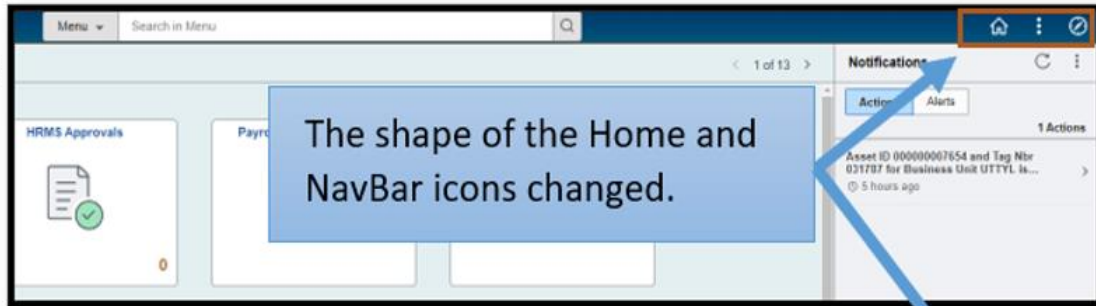 Menu
Search in Menu
1 of 13
Notifications
Alerts
1 Actions
HRMS Approvals
The shape of the Home and
NavBar icons changed.
Asset ID 000000007654 and Tag Nbr
031787 for Business Unit UTTYL is...
5 hours ago
0